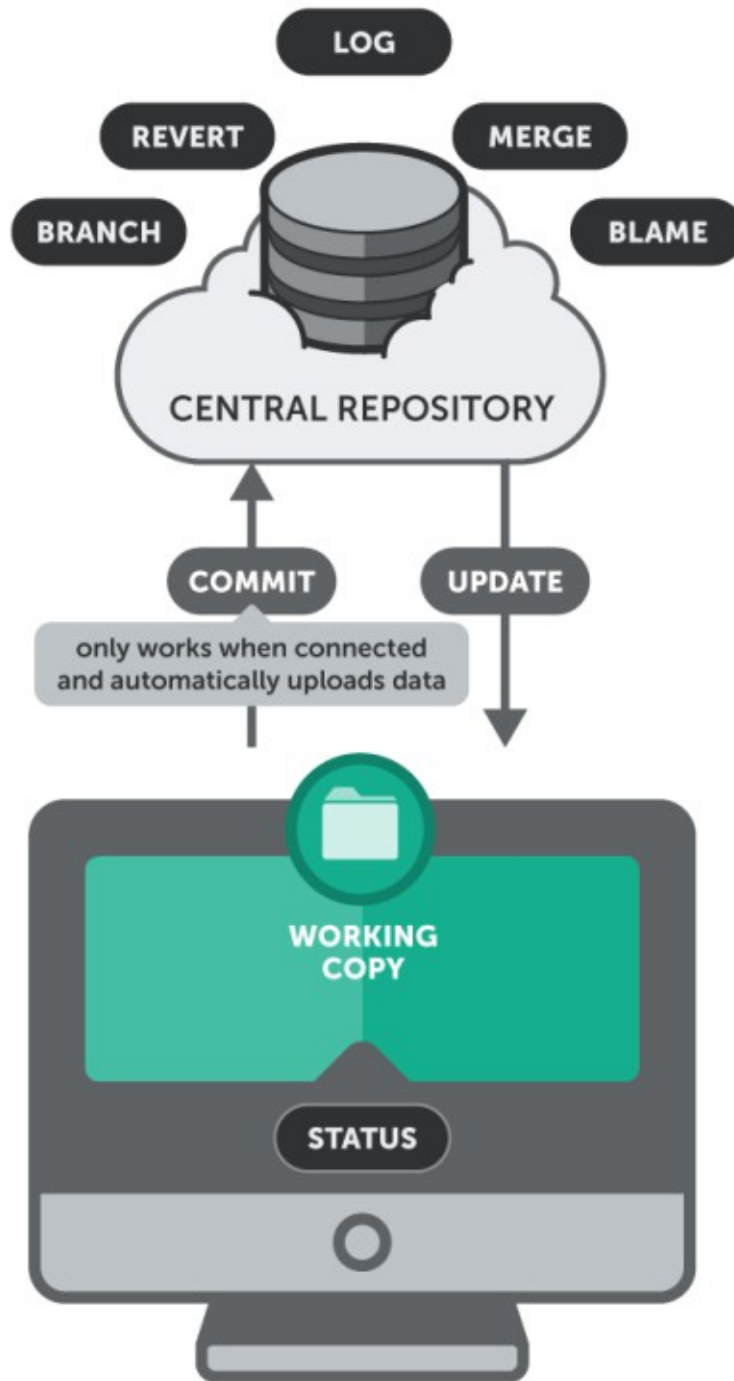 LOG
REVERT
MERGE
BRANCH
BLAME
CENTRAL REPOSITORY
COMMIT
UPDATE
only works when connected
and automatically uploads data
WORKING
COPY
STATUS